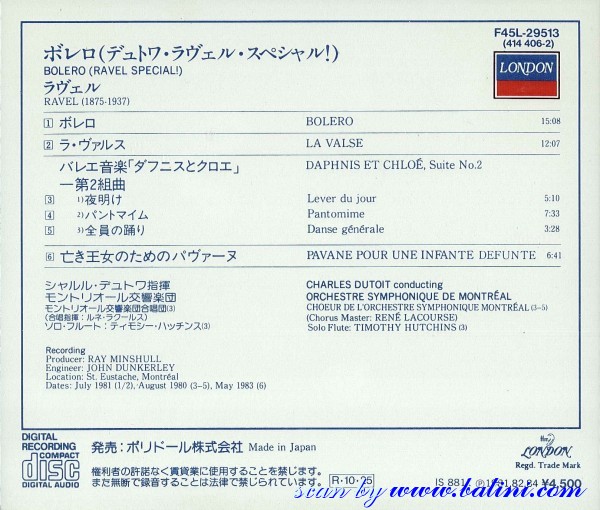 F45L-29513
(414 406-2)
LONDON
ボレロ(デュトワ・ラヴェル・スペシャル!)
BOLERO (RAVEL SPECIAL!)
ラヴェル
RAVEL (1875-1937)
1 ボレロ BOLERO 15:08
2 ラ・ヴァルス LA VALSE 12:07
バレエ音楽「ダフニスとクロエ」 DAPHNIS ET CHLOÉ, Suite No.2
—第2組曲
3 1)夜明け Lever du jour 5:10
4 2)パントマイム Pantomime 7:33
5 3)全員の踊り Danse générale 3:28
6 亡き王女のためのパヴァーヌ PAVANE POUR UNE INFANTE DEFUNTE 6:41
シャルル・デュトワ指揮
モントリオール交響楽団
モントリオール交響楽団合唱団(3)
(合唱指揮:ルネ・ラクールス)
ソロ・フルート:ティモシー・ハッチンス(3)
CHARLES DUTOIT conducting
ORCHESTRE SYMPHONIQUE DE MONTRÉAL
CHOEUR DE L'ORCHESTRE SYMPHONIQUE MONTRÉAL (3–5)
(Chorus Master: RENÉ LACOURSE)
Solo Flute: TIMOTHY HUTCHINS (3)
Recording
Producer: RAY MINSHULL
Engineer: JOHN DUNKERLEY
Location: St. Eustache, Montréal
Dates: July 1981 (1/2), August 1980 (3–5), May 1983 (6)
DIGITAL
RECORDING
COMPACT
disc
DIGITAL AUDIO
発売:ポリドール株式会社 Made in Japan
権利者の許諾なく賃貸業に使用することを禁じます。
また無断で録音することは法律で禁じられています。
R・10・25
the
LONDON
Regd. Trade Mark
IS 881 ¥4,500
scan by www.batini.com